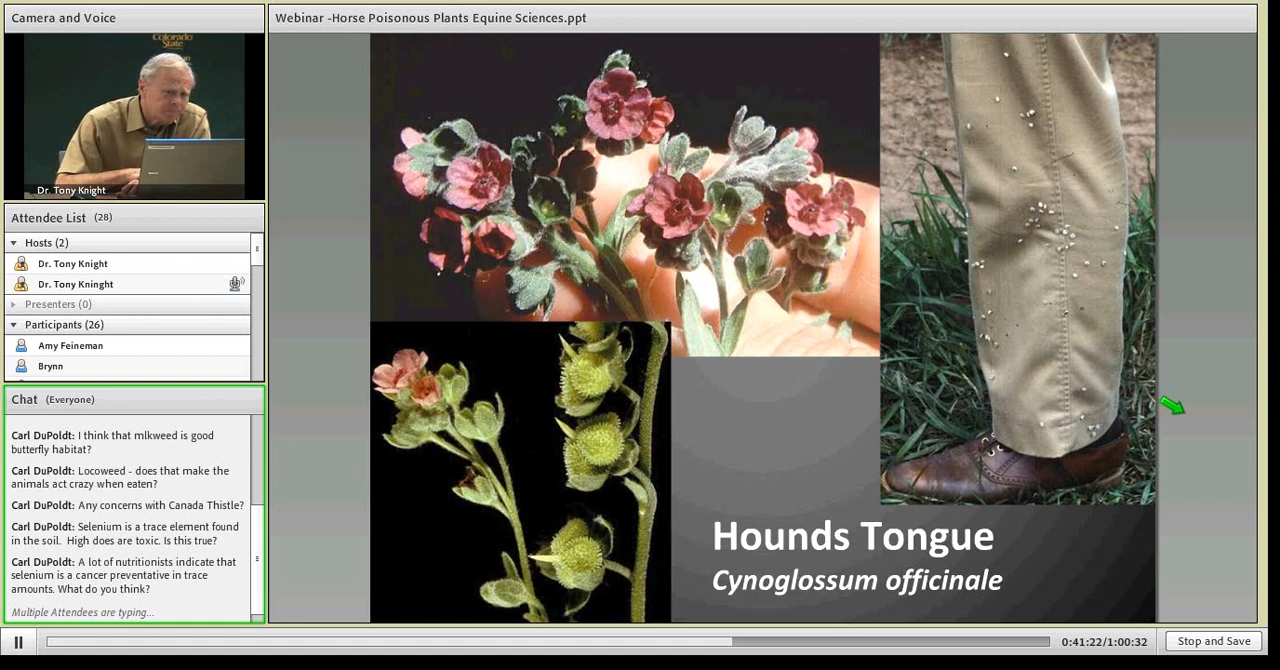 Camera and Voice
Colorado
State
Dr. Tony Knight
Attendee List (28)
Hosts (2)
Dr. Tony Knight
Dr. Tony Kninght
Presenters (0)
Participants (26)
Amy Feineman
Brynn
Chat (Everyone)
Carl DuPoldt: I think that mlkweed is good
butterfly habitat?
Carl DuPoldt: Locoweed - does that make the
animals act crazy when eaten?
Carl DuPoldt: Any concerns with Canada Thistle?
Carl DuPoldt: Selenium is a trace element found
in the soil. High does are toxic. Is this true?
Carl DuPoldt: A lot of nutritionists indicate that
selenium is a cancer preventative in trace
amounts. What do you think?
Multiple Attendees are typing...
Webinar -Horse Poisonous Plants Equine Sciences.ppt
Hounds Tongue
Cynoglossum officinale
0:41:22/1:00:32
Stop and Save